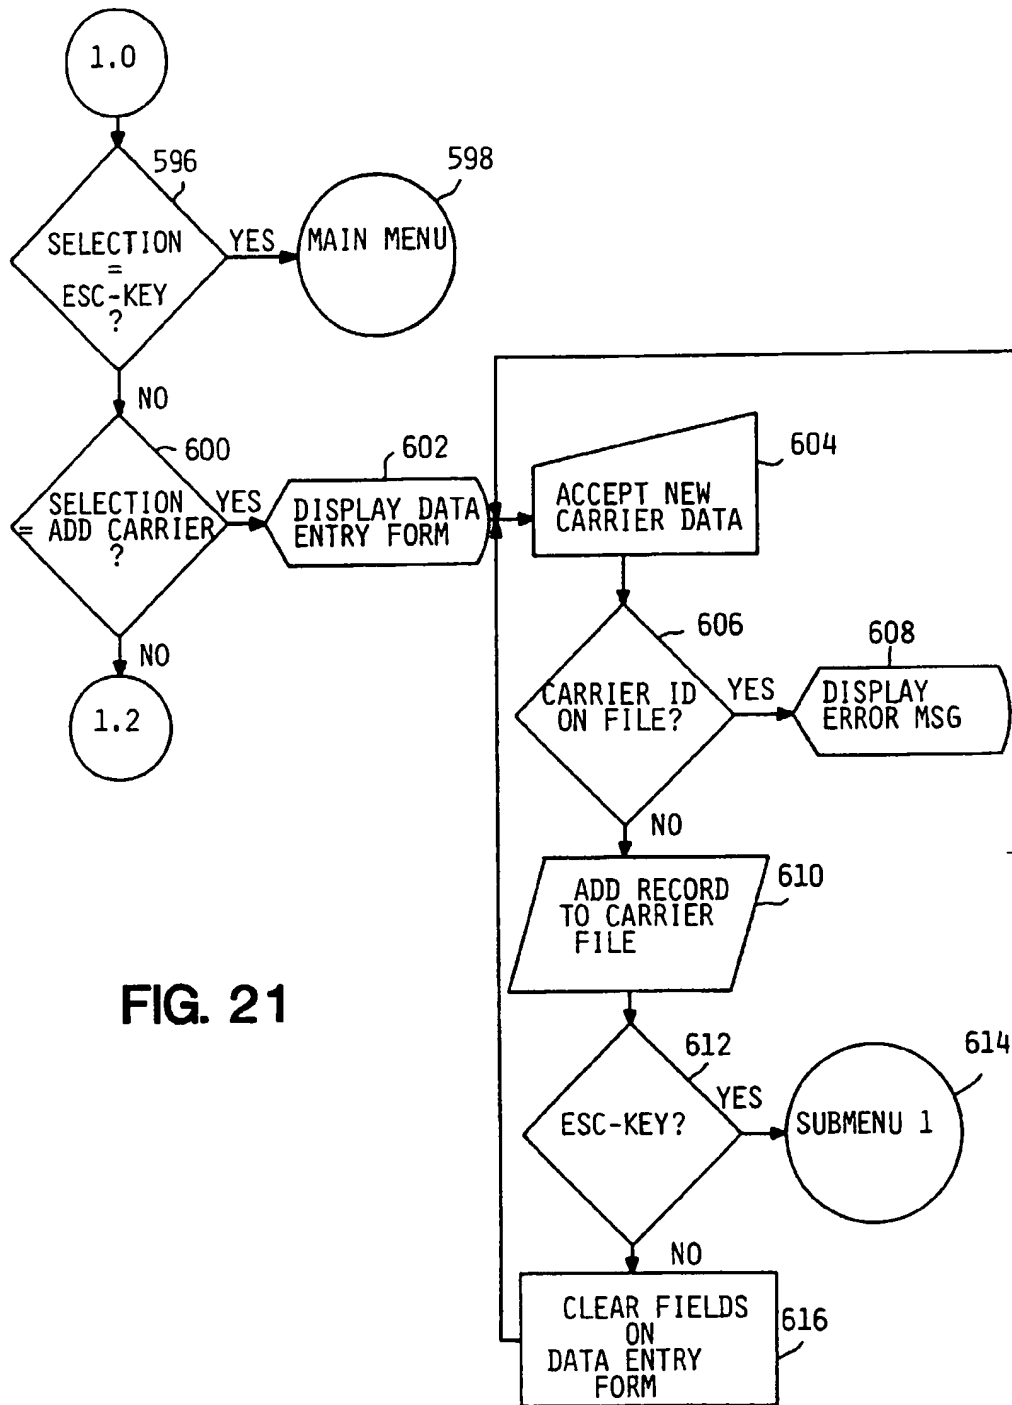 1.0
596
SELECTION
=
ESC-KEY
?
YES
598
MAIN MENU
NO
600
SELECTION
= ADD CARRIER
?
YES
602
DISPLAY DATA
ENTRY FORM
604
ACCEPT NEW
CARRIER DATA
NO
1.2
606
CARRIER ID
ON FILE?
YES
608
DISPLAY
ERROR MSG
NO
610
ADD RECORD
TO CARRIER
FILE
FIG. 21
612
ESC-KEY?
YES
614
SUBMENU 1
NO
616
CLEAR FIELDS
ON
DATA ENTRY
FORM